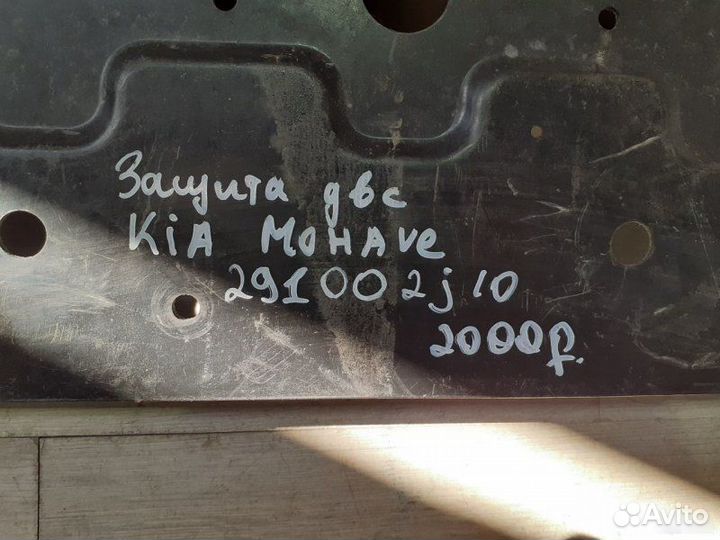 Защита двс
KiA MOHAVe
291002j10
2000р.
Avito